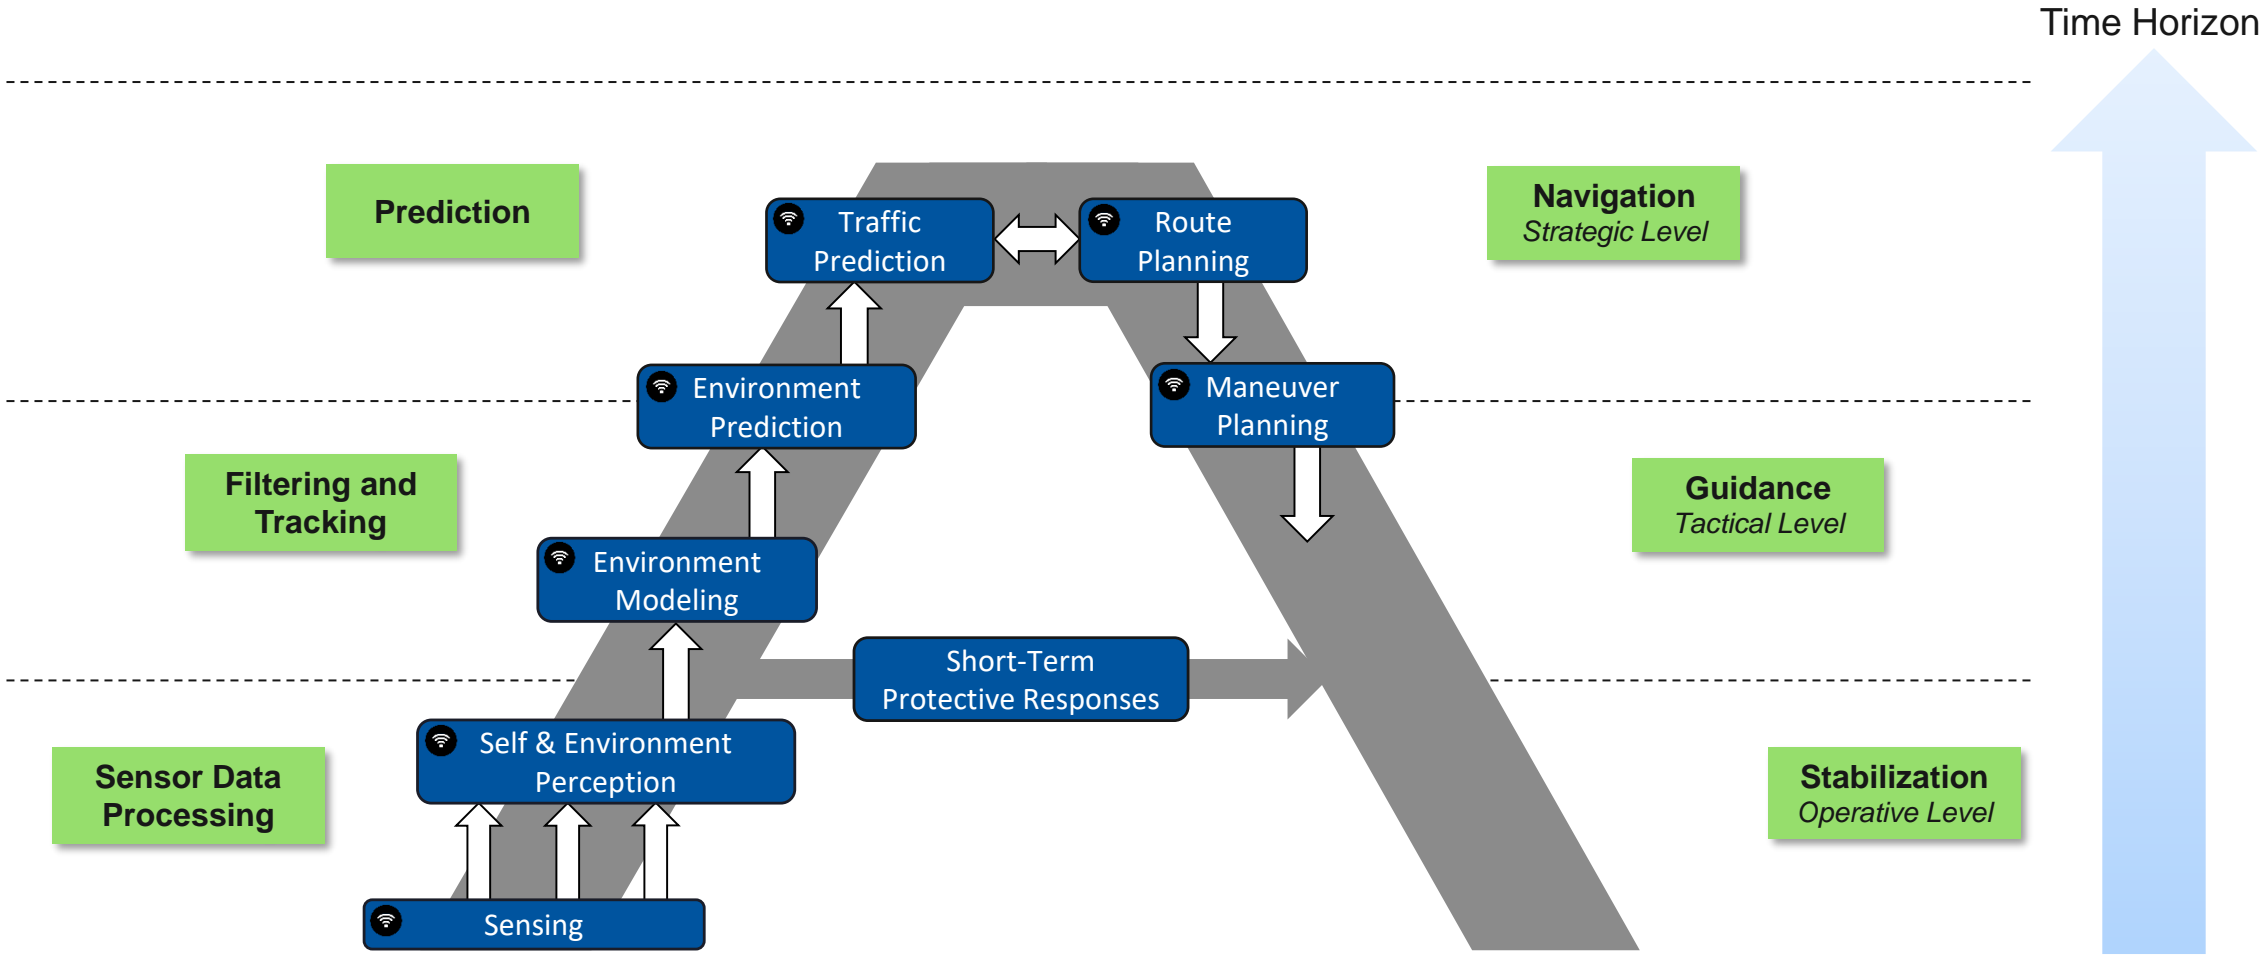 Time Horizon
Prediction
Traffic
Prediction
Route
Planning
Navigation
Strategic Level
Environment
Prediction
Maneuver
Planning
Filtering and
Tracking
Guidance
Tactical Level
Environment
Modeling
Short-Term
Protective Responses
Self & Environment
Perception
Sensor Data
Processing
Stabilization
Operative Level
Sensing